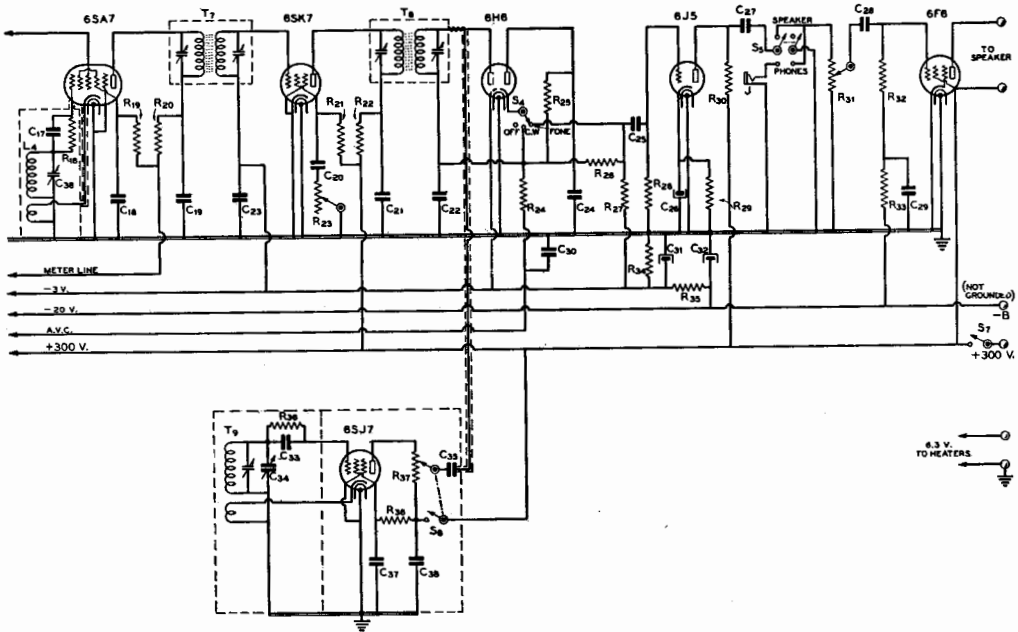 6SA7
T7
6SK7
T8
6H6
6J5
C27
SPEAKER
C28
6F6
S5
PHONES
J
TO
SPEAKER
C17
L4
R18
C38
R19
R20
R21
R22
S4
OFF
C.W.
FONE
R25
C25
R30
R31
R32
C18
C19
C23
C20
R23
C21
C22
R24
R26
C24
R27
R28
C26
R29
R33
C29
C30
R34
C31
C32
R35
METER LINE
-3 V.
-20 V.
(NOT
GROUNDED)
-B
A.V.C.
+300 V.
S7
+300 V.
T9
R36
6SJ7
C33
C34
C35
R37
R38
S6
C37
C38
6.3 V.
TO HEATERS